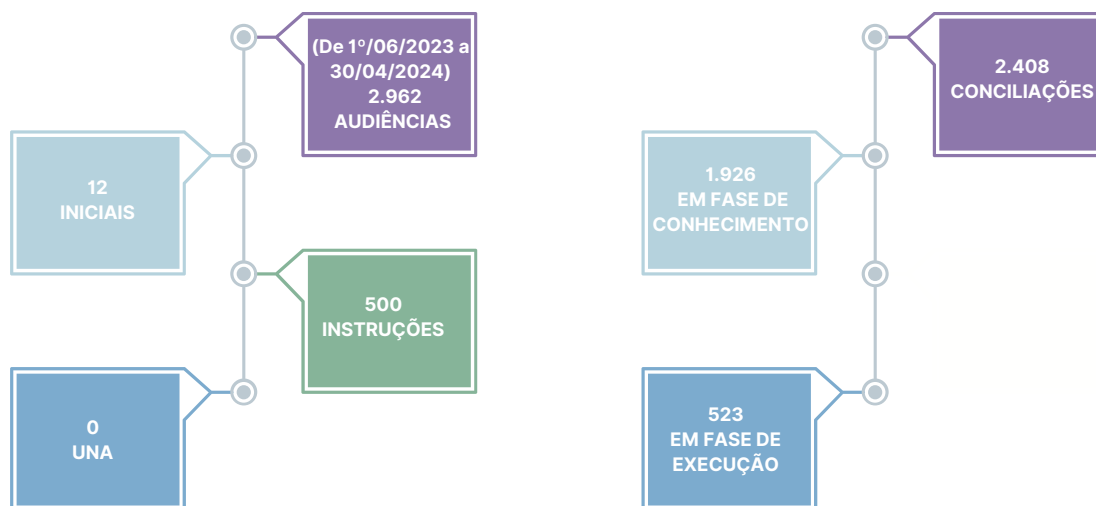 (De 1º/06/2023 a
30/04/2024)
2.962
AUDIÊNCIAS
12
INICIAIS
500
INSTRUÇÕES
0
UNA
2.408
CONCILIAÇÕES
1.926
EM FASE DE
CONHECIMENTO
523
EM FASE DE
EXECUÇÃO